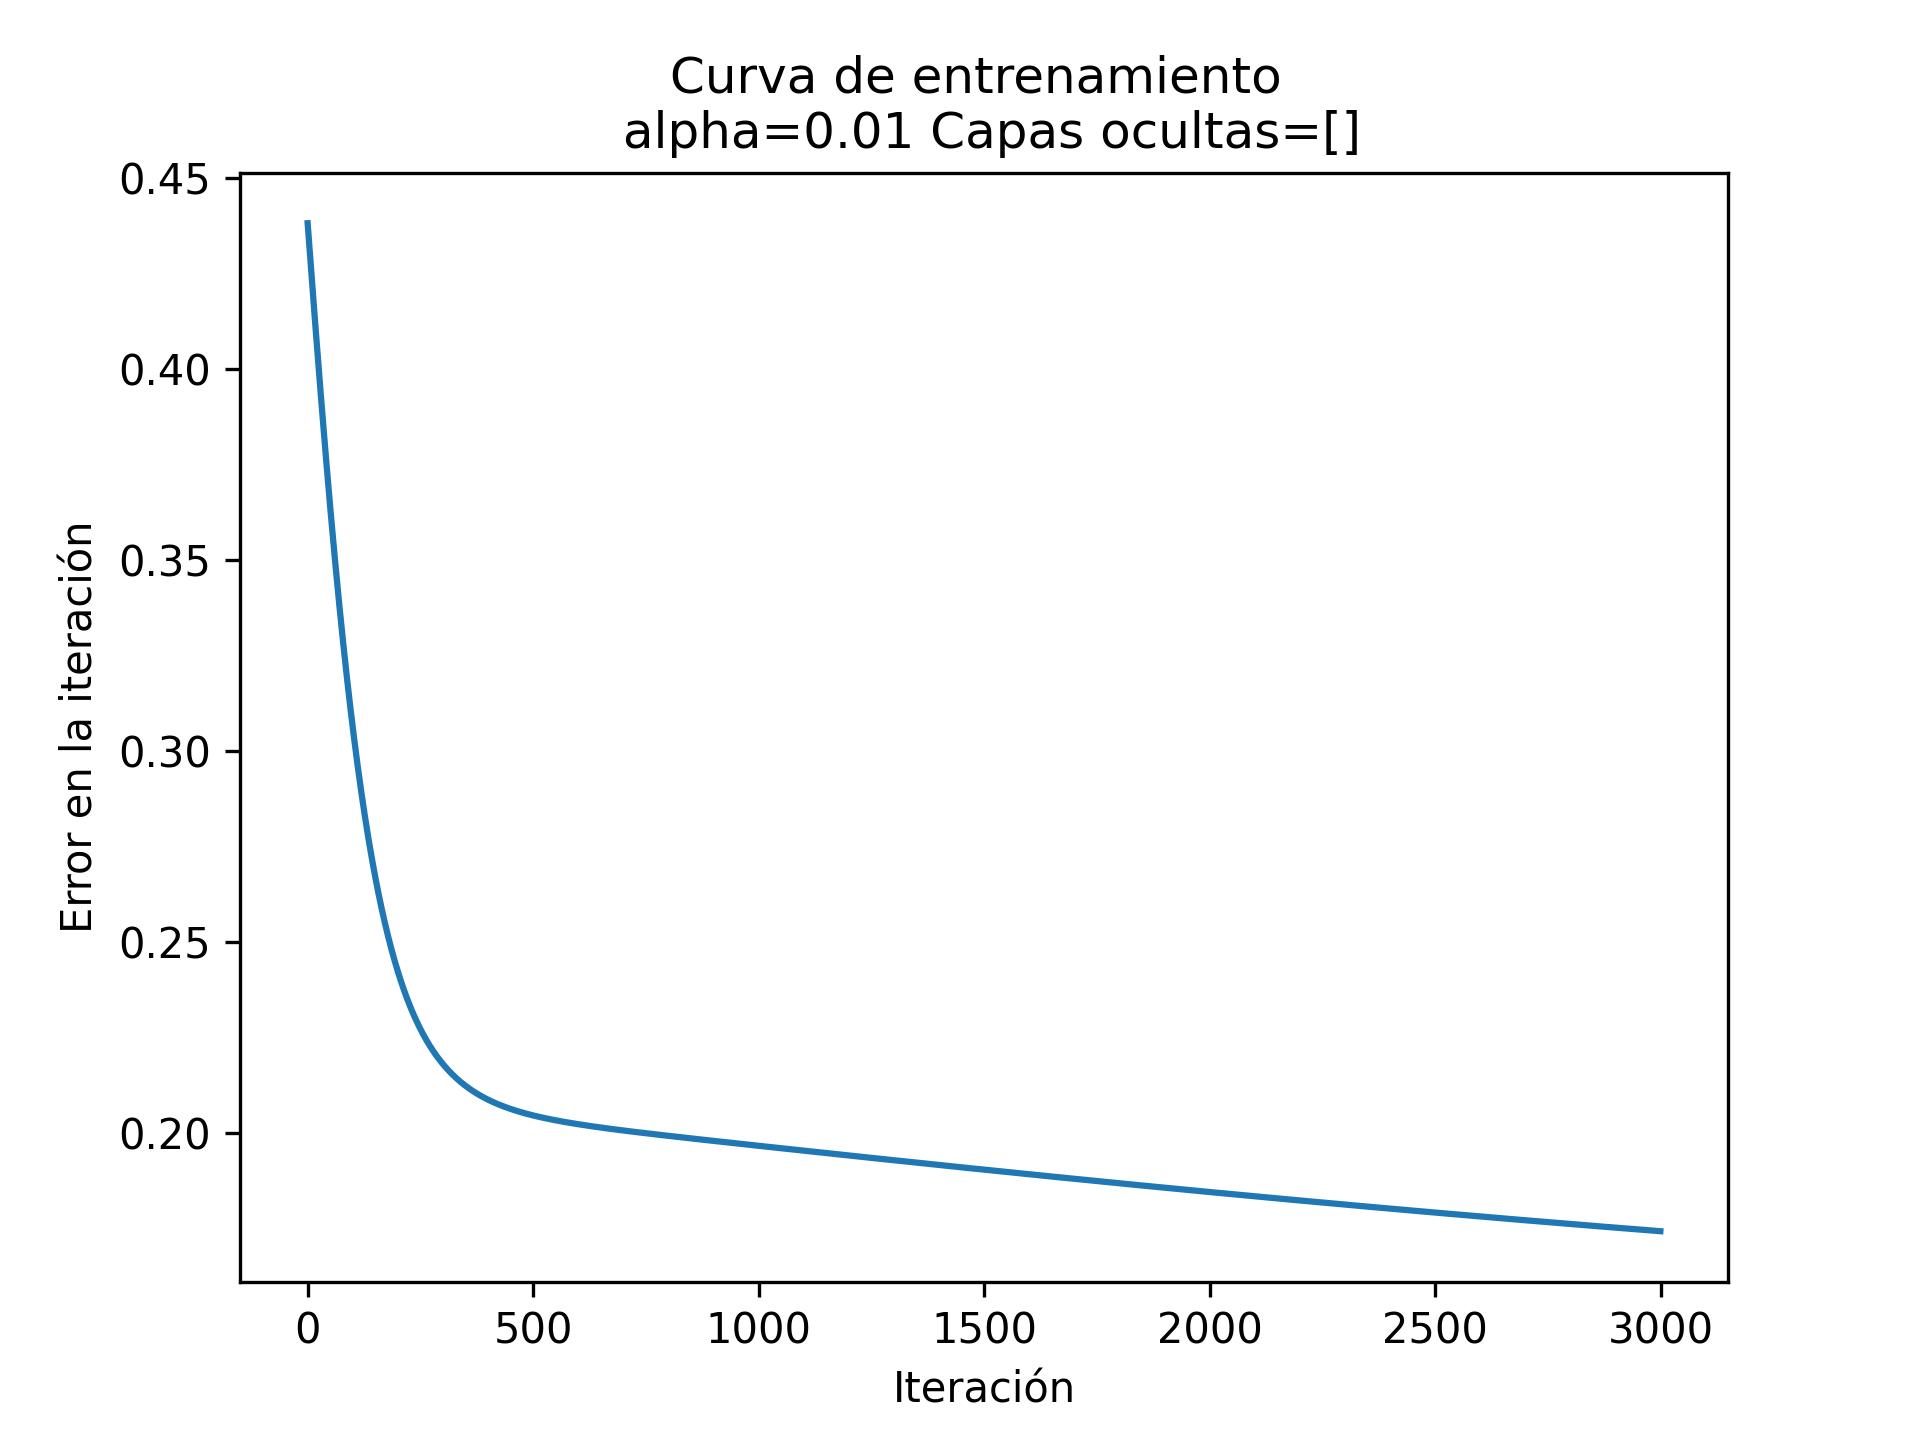 Curva de entrenamiento
alpha=0.01 Capas ocultas=[]
Error en la iteración
0.45
0.40
0.35
0.30
0.25
0.20
0 500 1000 1500 2000 2500 3000
Iteración